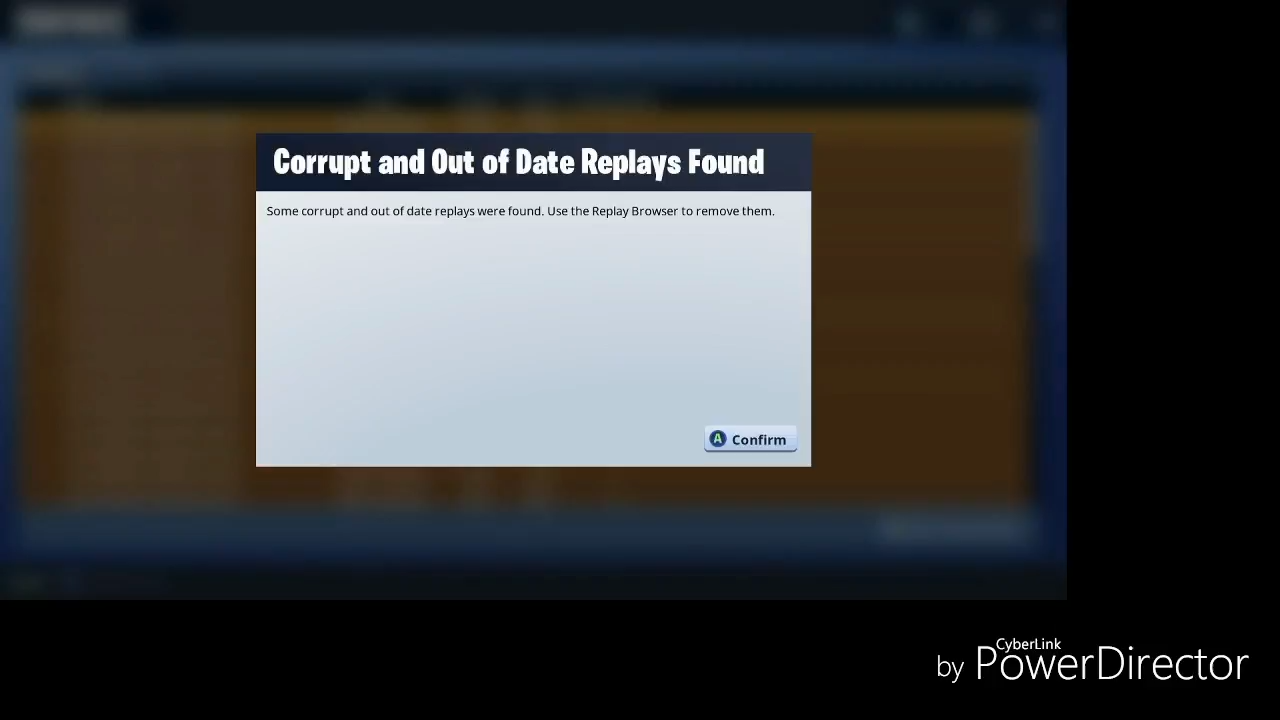 Corrupt and Out of Date Replays Found
Some corrupt and out of date replays were found. Use the Replay Browser to remove them.
A Confirm
CyberLink
by PowerDirector